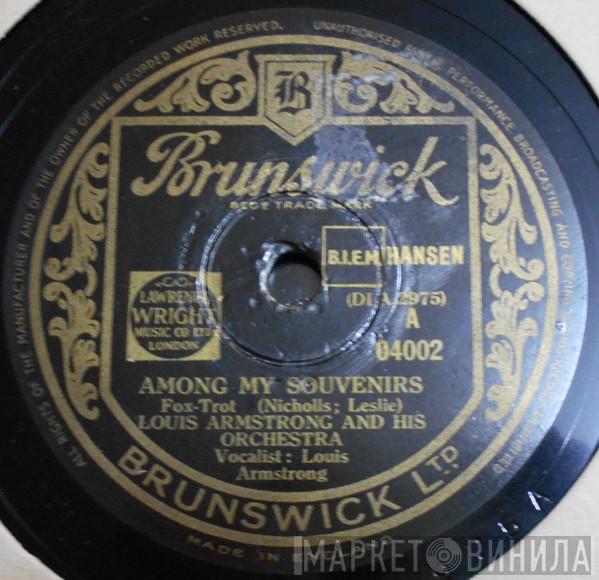 ALL RIGHTS OF THE MANUFACTURER AND OF THE OWNER OF THE RECORDED WORK RESERVED.
UNAUTHORISED PUBLIC PERFORMANCE, BROADCASTING AND COPYING
B
Brunswick
REGD TRADE MARK
B.I.E.M. HANSEN
LAWRENCE
WRIGHT
MUSIC CO LTD
LONDON
(DLA 2975)
A
04002
AMONG MY SOUVENIRS
Fox-Trot (Nicholls; Leslie)
LOUIS ARMSTRONG AND HIS
ORCHESTRA
Vocalist: Louis
Armstrong
BRUNSWICK LTD.
MADE IN ENGLAND
МАРКЕТ ВИНИЛА